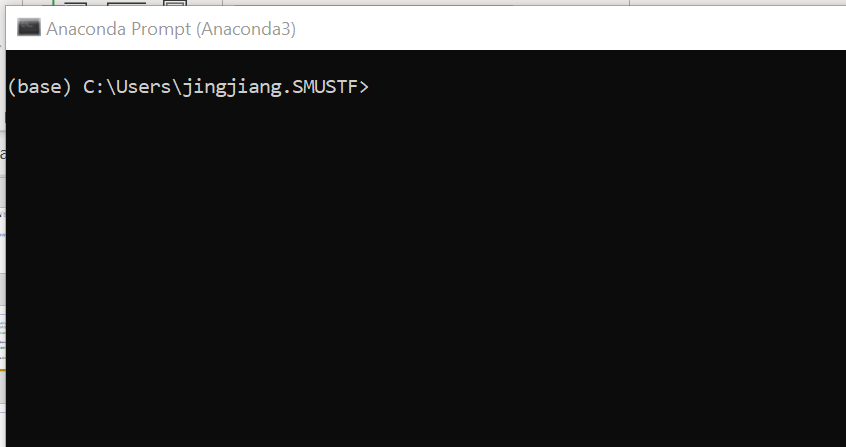 Anaconda Prompt (Anaconda3)
(base) C:\Users\jingjiang.SMUSTF>